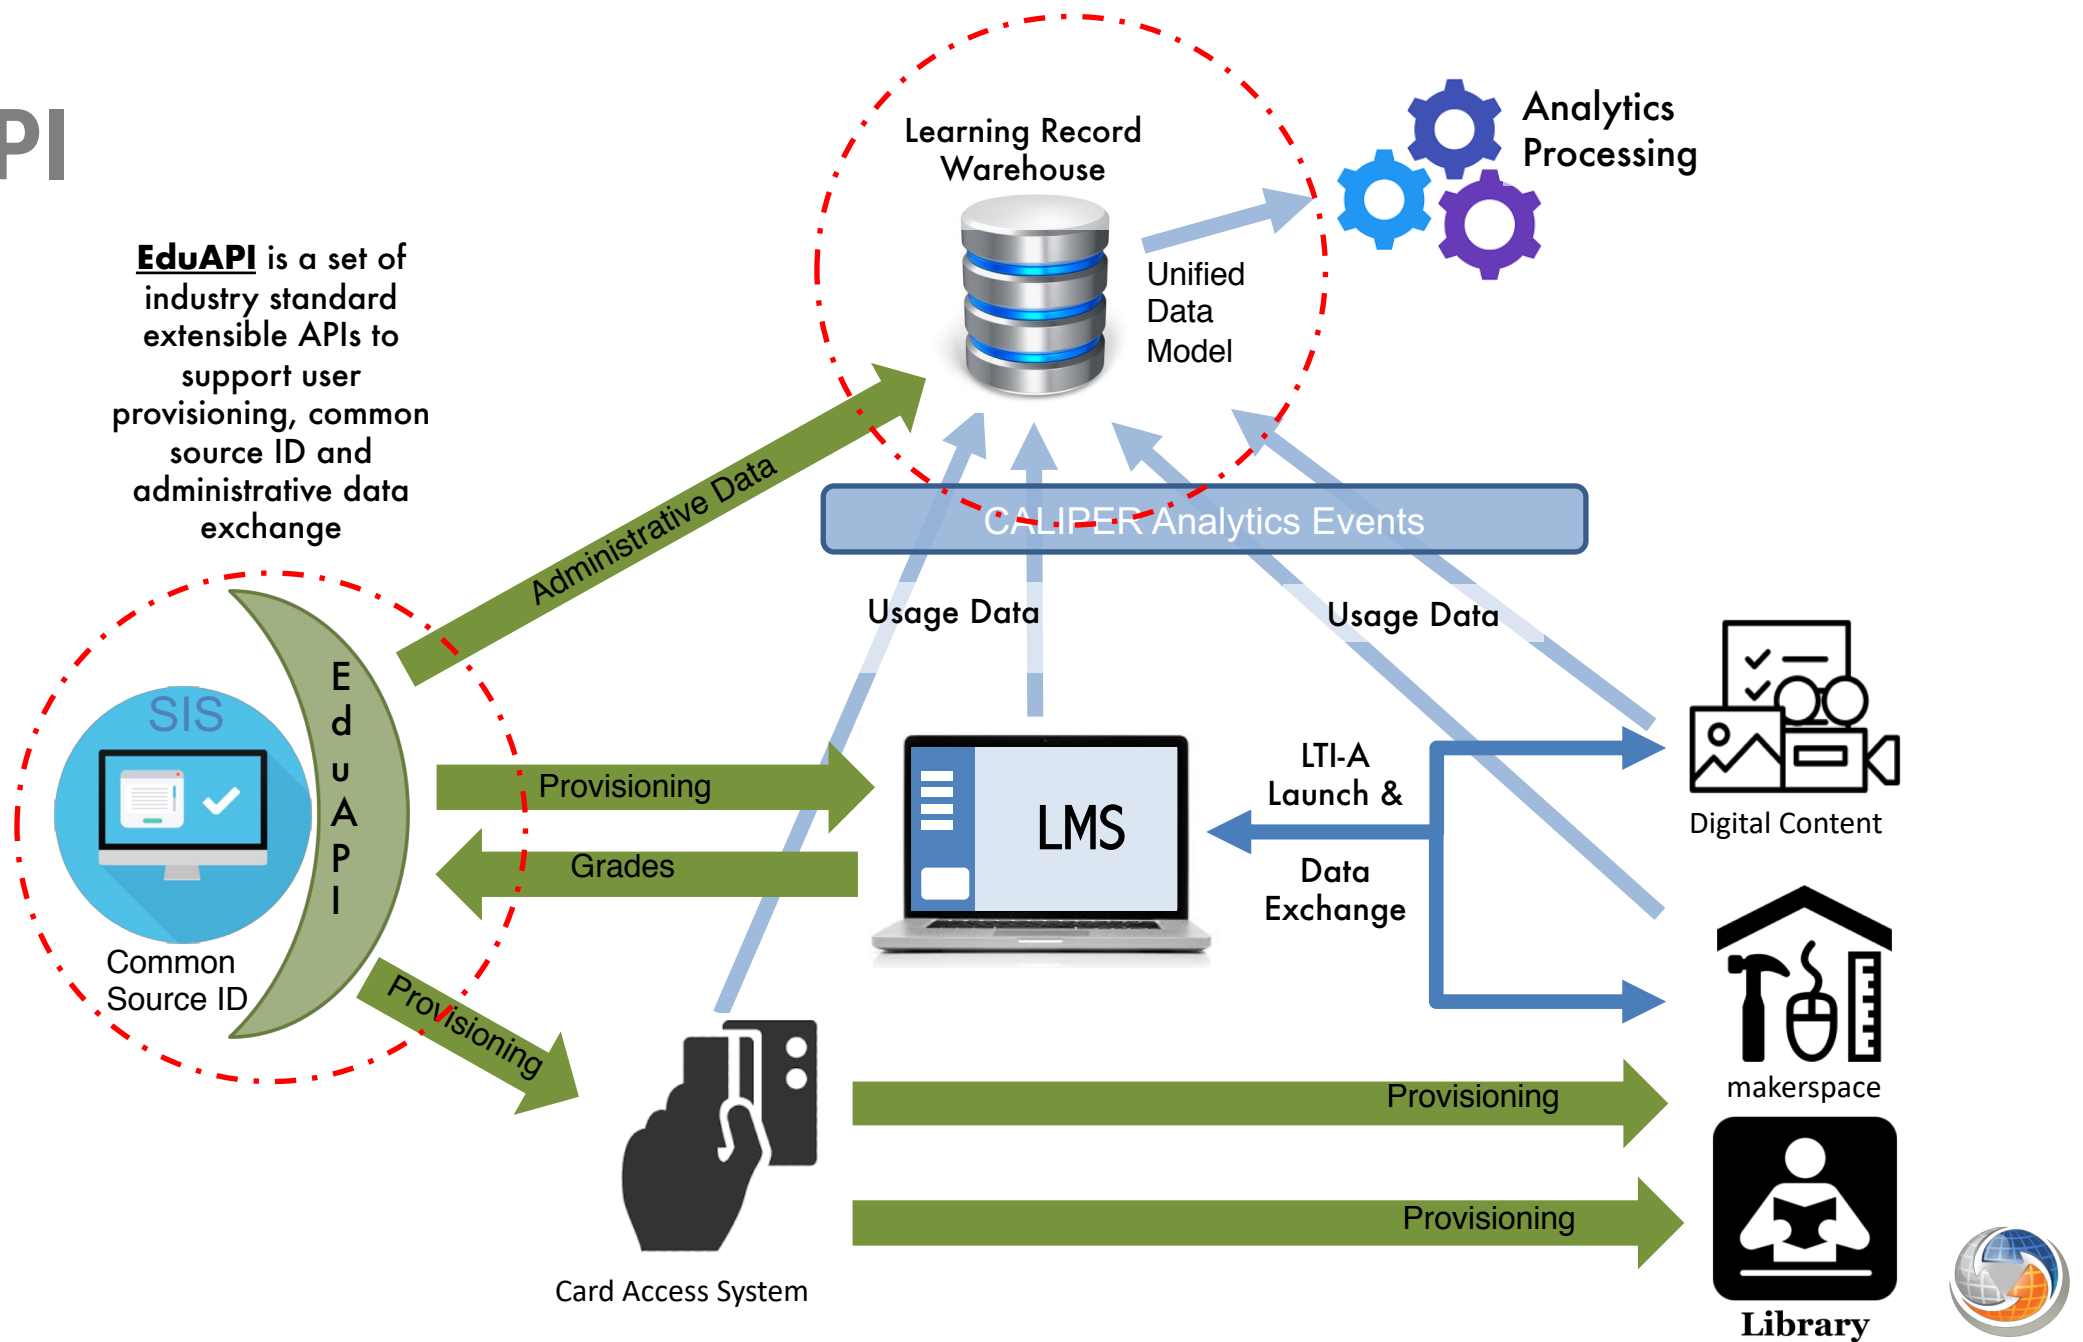 PI
EduAPI is a set of
industry standard
extensible APIs to
support user
provisioning, common
source ID and
administrative data
exchange
Learning Record
Warehouse
Analytics
Processing
Unified
Data
Model
Administrative Data
CALIPER Analytics Events
Usage Data
Usage Data
SIS
E
d
u
A
P
I
Common
Source ID
Provisioning
Grades
Provisioning
LMS
LTI-A
Launch &
Data
Exchange
Digital Content
makerspace
Provisioning
Provisioning
Card Access System
Library